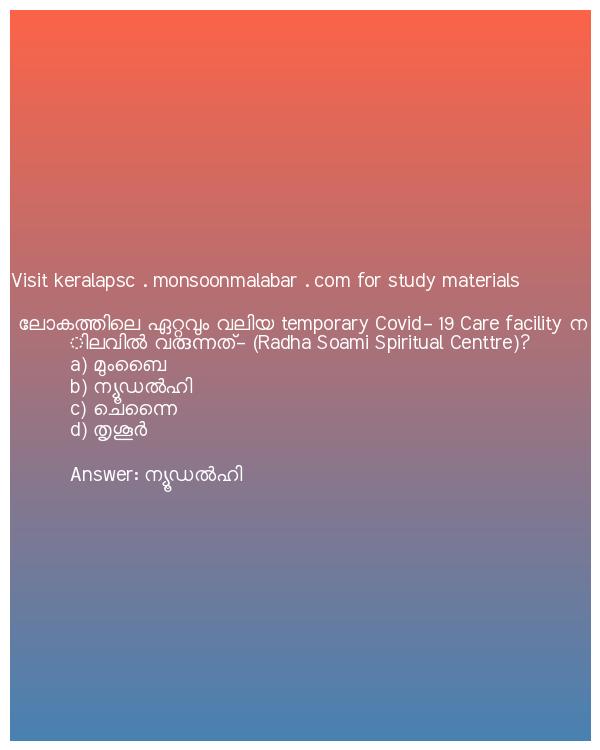 Visit keralapsc . monsoonmalabar . com for study materials
ലോകത്തിലെ ഏറ്റവും വലിയ temporary Covid- 19 Care facility ന
ിലവിൽ വരുന്നത്- (Radha Soami Spiritual Centtre)?
a) മുംബൈ
b) ന്യൂഡൽഹി
c) ചെന്നൈ
d) തൃശൂർ
Answer: ന്യൂഡൽഹി